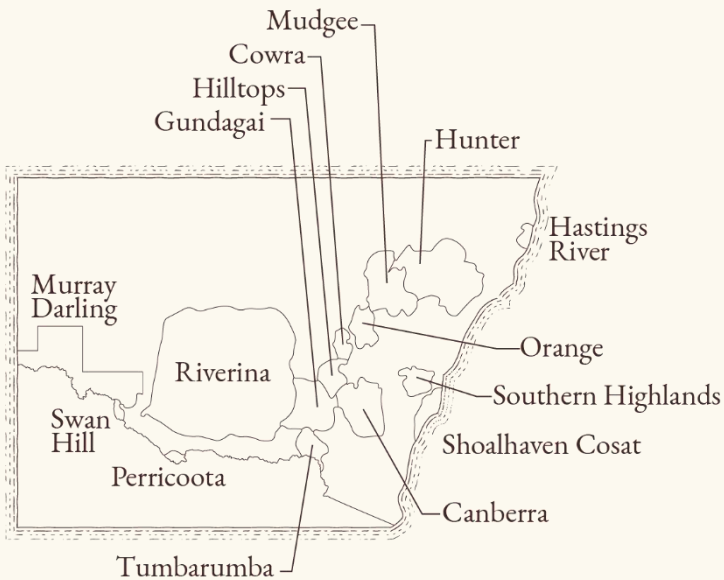 Mudgee
Cowra
Hilltops
Gundagai
Hunter
Hastings
River
Murray
Darling
Riverina
Orange
Southern Highlands
Swan
Hill
Shoalhaven Cosat
Perricoota
Canberra
Tumbarumba